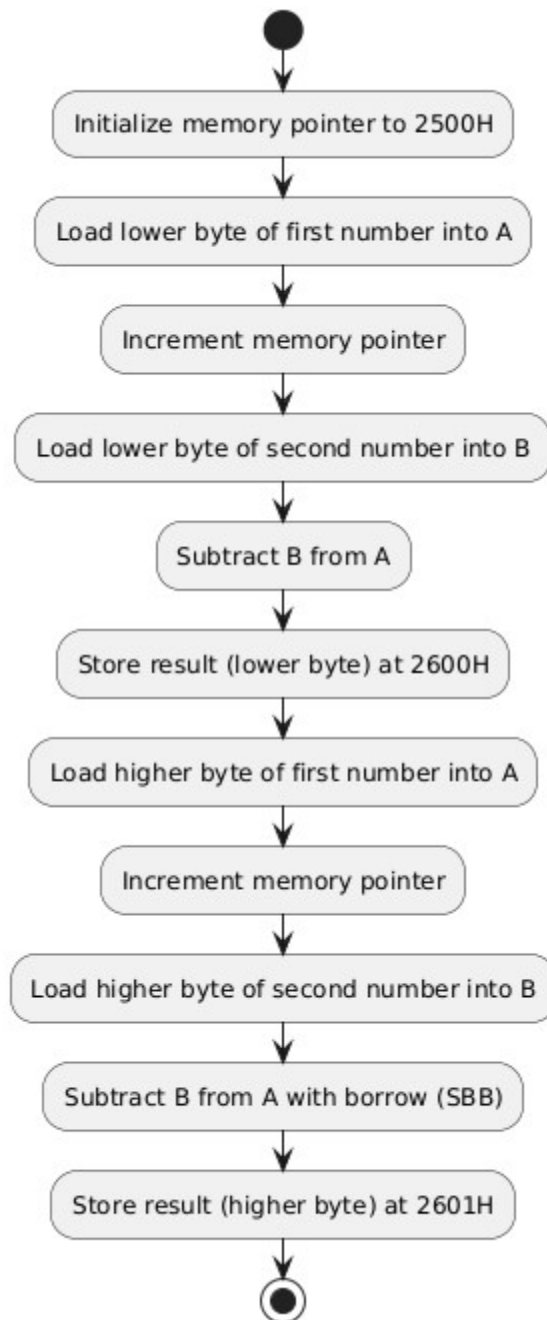 Initialize memory pointer to 2500H
Load lower byte of first number into A
Increment memory pointer
Load lower byte of second number into B
Subtract B from A
Store result (lower byte) at 2600H
Load higher byte of first number into A
Increment memory pointer
Load higher byte of second number into B
Subtract B from A with borrow (SBB)
Store result (higher byte) at 2601H